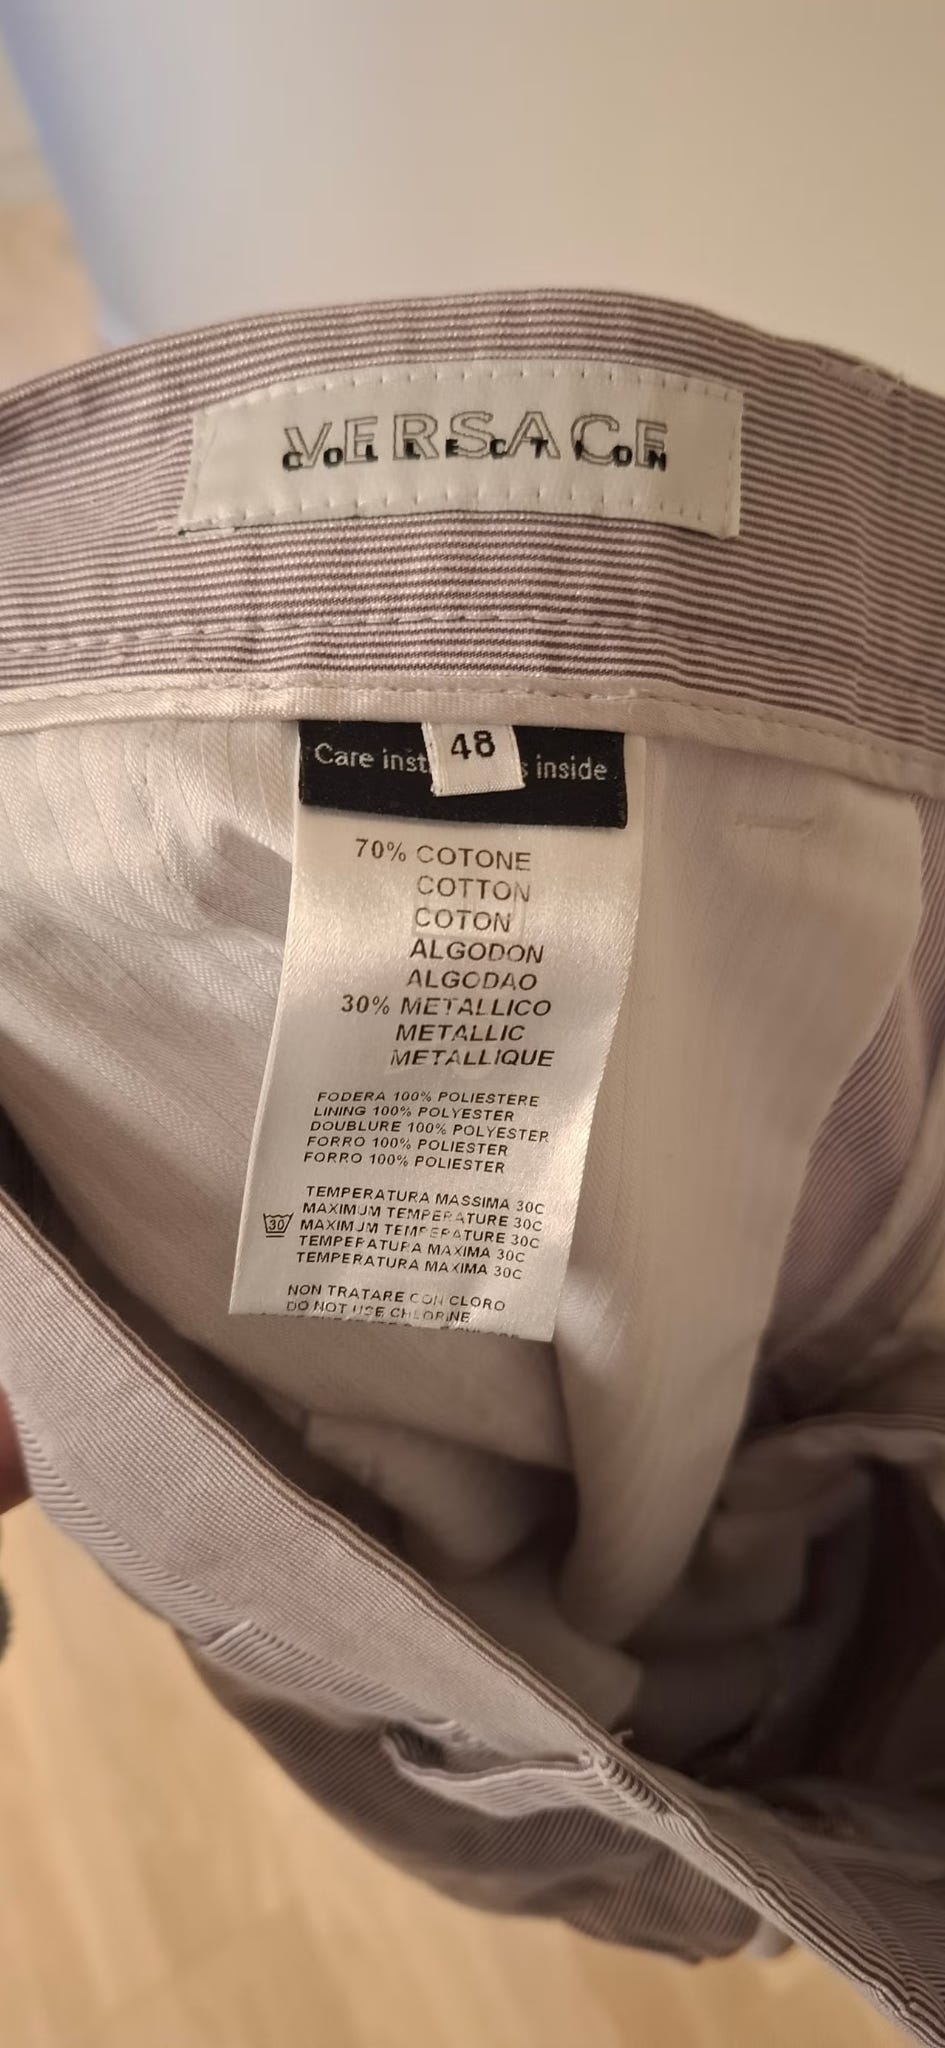 VERSACE
COLLECTION
48
Care inside
70% COTONE
COTTON
COTON
ALGODON
ALGODAO
30% METALLICO
METALLIC
METALLIQUE
FODERA 100% POLIESTERE
LINING 100% POLYESTER
DOUBLURE 100% POLYESTER
FORRO 100% POLIESTER
FORRO 100% POLIESTER
TEMPERATURA MASSIMA 30C
MAXIMUM TEMPERATURE 30C
30 MAXIMUM TEMPERATURE 30C
TEMPERATURA MAXIMA 30C
TEMPERATURA MAXIMA 30C
NON TRATARE CON CLORO
DO NOT USE CHLORINE